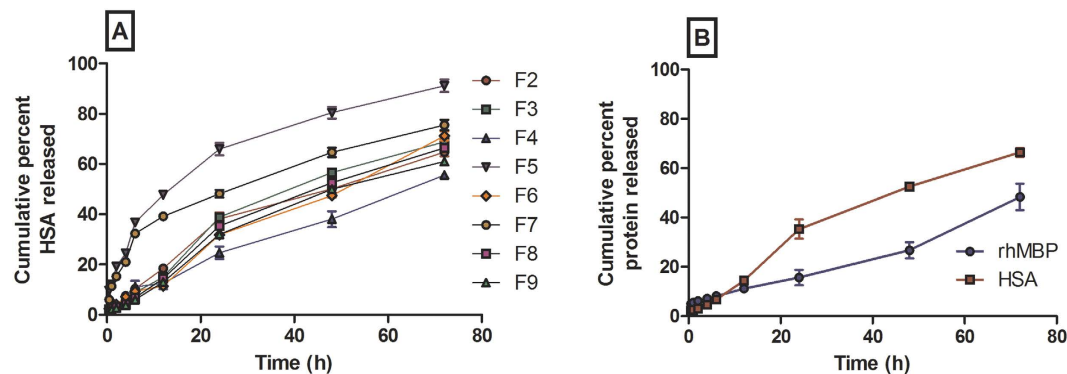 A
Cumulative percent
HSA released
100
80
60
40
20
0
0 20 40 60 80
Time (h)
F2
F3
F4
F5
F6
F7
F8
F9
B
Cumulative percent
protein released
100
80
60
40
20
0
0 20 40 60 80
Time (h)
rhMBP
HSA